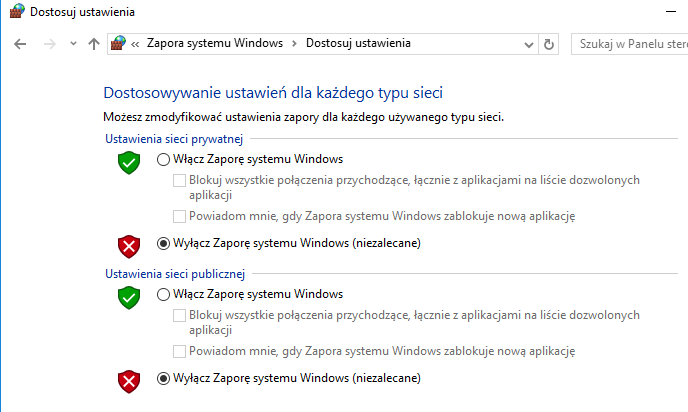 Dostosuj ustawienia
« Zapora systemu Windows > Dostosuj ustawienia
Szukaj w Panelu ster
Dostosowywanie ustawień dla każdego typu sieci
Możesz zmodyfikować ustawienia zapory dla każdego używanego typu sieci.
Ustawienia sieci prywatnej
Włącz Zaporę systemu Windows
Blokuj wszystkie połączenia przychodzące, łącznie z aplikacjami na liście dozwolonych
aplikacji
Powiadom mnie, gdy Zapora systemu Windows zablokuje nową aplikację
Wyłącz Zaporę systemu Windows (niezalecane)
Ustawienia sieci publicznej
Włącz Zaporę systemu Windows
Blokuj wszystkie połączenia przychodzące, łącznie z aplikacjami na liście dozwolonych
aplikacji
Powiadom mnie, gdy Zapora systemu Windows zablokuje nową aplikację
Wyłącz Zaporę systemu Windows (niezalecane)